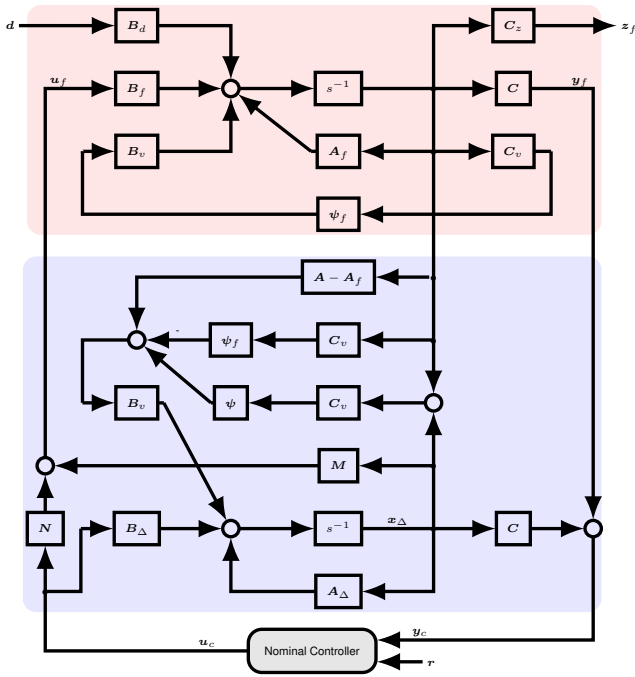 d B_d C_z z_f
u_f B_f s^{-1} C y_f
B_v A_f C_v
ψ_f
A − A_f
- ψ_f C_v
B_v ψ C_v
M
N B_Δ s^{-1} x_Δ C
A_Δ
u_c Nominal Controller y_c
r